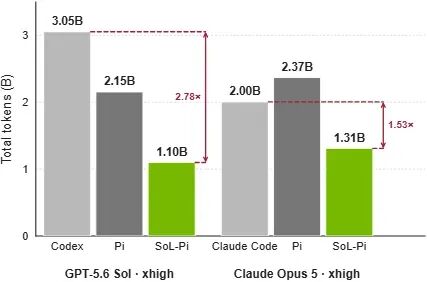 Total tokens (B)
3
2
1
0
3.05B
2.15B
1.10B
2.78×
2.00B
2.37B
1.31B
1.53×
Codex
Pi
SoL-Pi
Claude Code
Pi
SoL-Pi
GPT-5.6 Sol · xhigh
Claude Opus 5 · xhigh